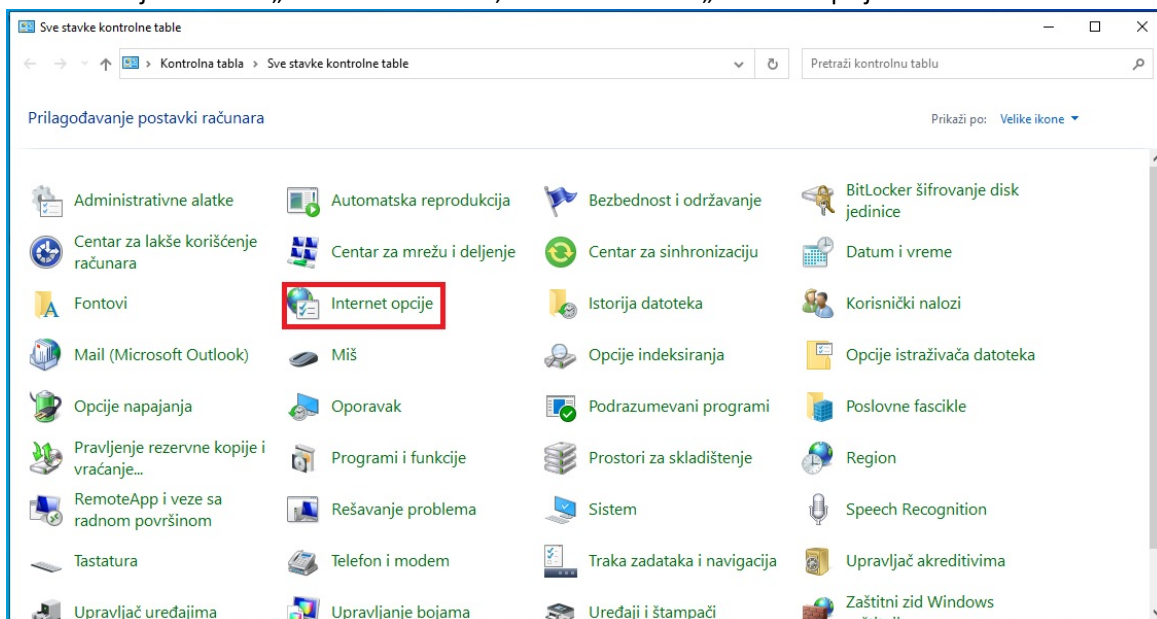 Sve stavke kontrolne table
Kontrolna tabla > Sve stavke kontrolne table
Pretraži kontrolnu tablu
Prilagođavanje postavki računara
Prikaži po: Velike ikone
Administrativne alatke
Automatska reprodukcija
Bezbednost i održavanje
BitLocker šifrovanje disk
jedinice
Centar za lakše korišćenje
računara
Centar za mrežu i deljenje
Centar za sinhronizaciju
Datum i vreme
Fontovi
Internet opcije
Istorija datoteka
Korisnički nalozi
Mail (Microsoft Outlook)
Miš
Opcije indeksiranja
Opcije istraživača datoteka
Opcije napajanja
Oporavak
Podrazumevani programi
Poslovne fascikle
Pravljenje rezervne kopije i
vraćanje...
Programi i funkcije
Prostori za skladištenje
Region
RemoteApp i veze sa
radnom površinom
Rešavanje problema
Sistem
Speech Recognition
Tastatura
Telefon i modem
Traka zadataka i navigacija
Upravljač akreditivima
Upravljač uređajima
Upravljanje bojama
Uređaji i štampači
Zaštitni zid Windows